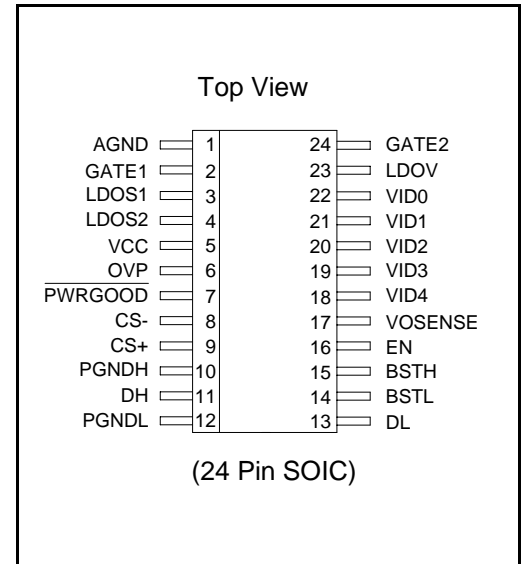 Top View
AGND 1 24 GATE2
GATE1 2 23 LDOV
LDOS1 3 22 VID0
LDOS2 4 21 VID1
VCC 5 20 VID2
OVP 6 19 VID3
PWRGOOD 7 18 VID4
CS- 8 17 VOSENSE
CS+ 9 16 EN
PGNDH 10 15 BSTH
DH 11 14 BSTL
PGNDL 12 13 DL
(24 Pin SOIC)